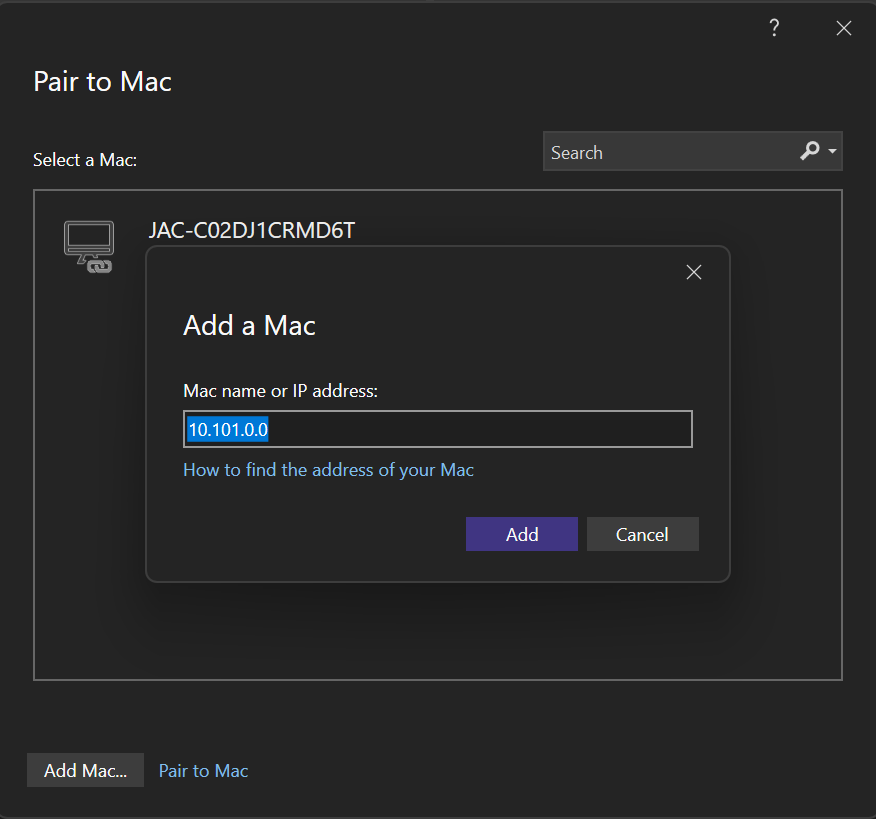 ?
Pair to Mac
Select a Mac:
Search
JAC-C02DJ1CRMD6T
Add a Mac
Mac name or IP address:
10.101.0.0
How to find the address of your Mac
Add Cancel
Add Mac... Pair to Mac